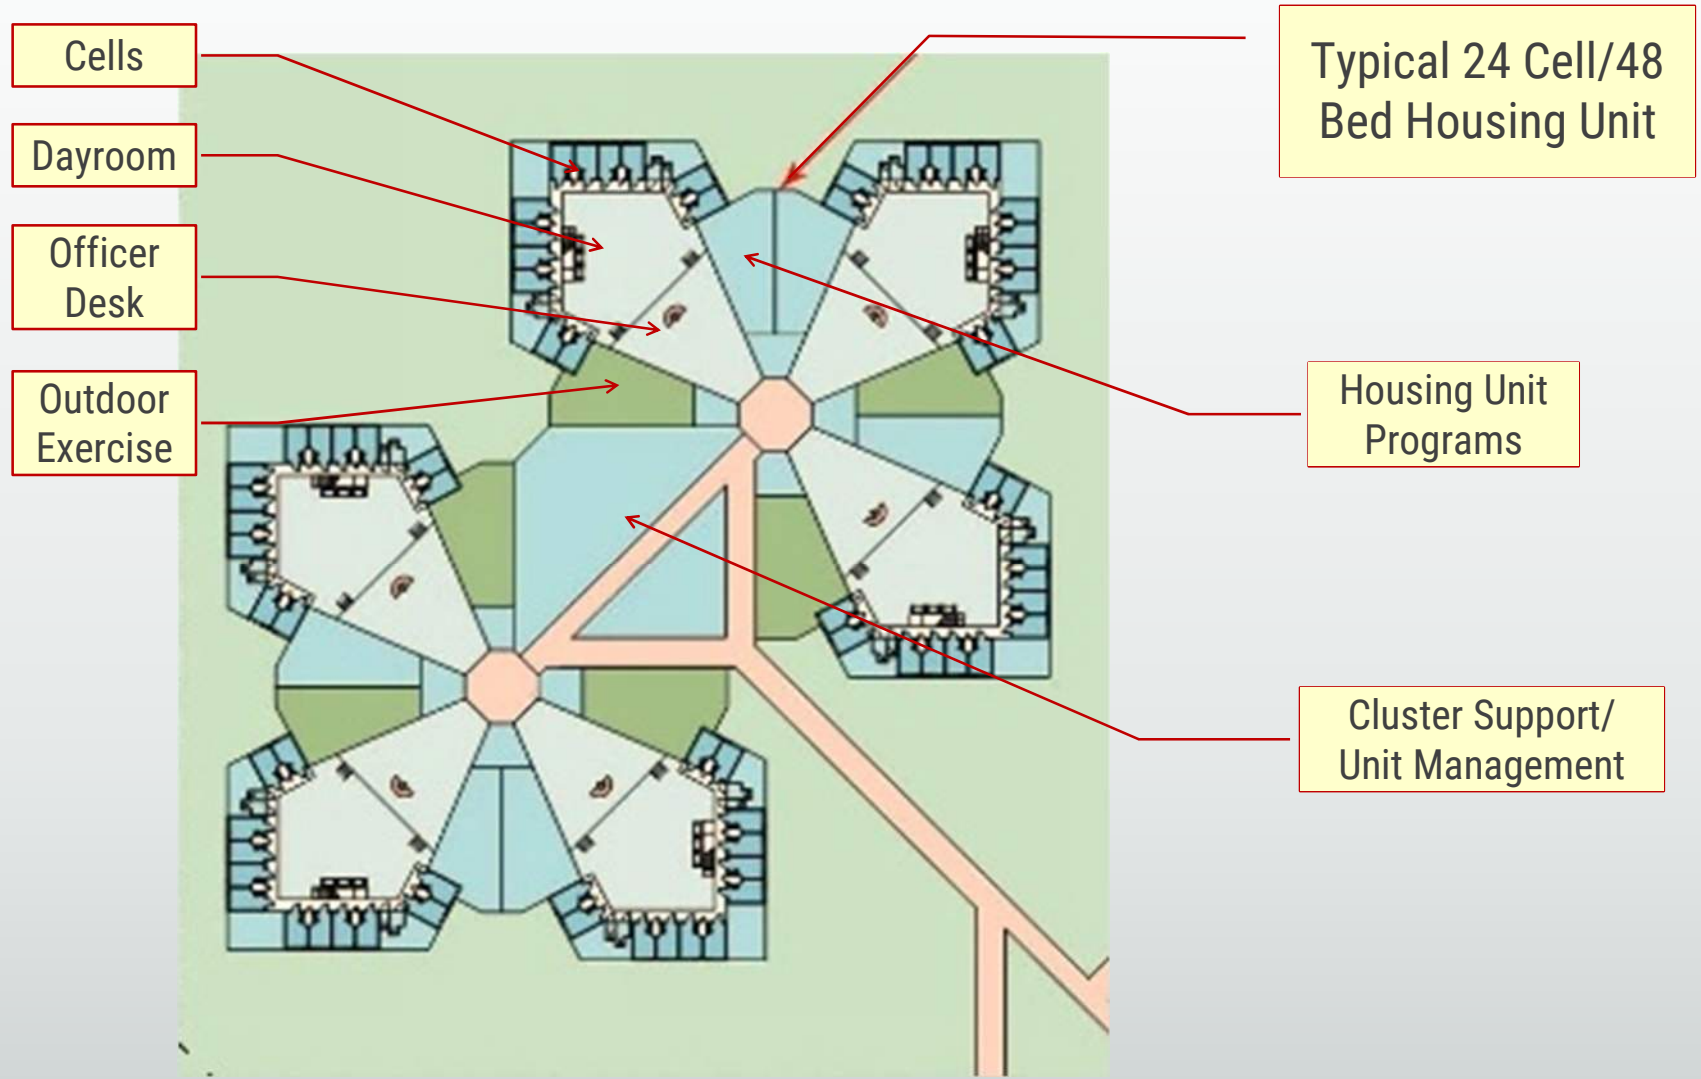 Cells
Dayroom
Officer
Desk
Outdoor
Exercise
Typical 24 Cell/48
Bed Housing Unit
Housing Unit
Programs
Cluster Support/
Unit Management